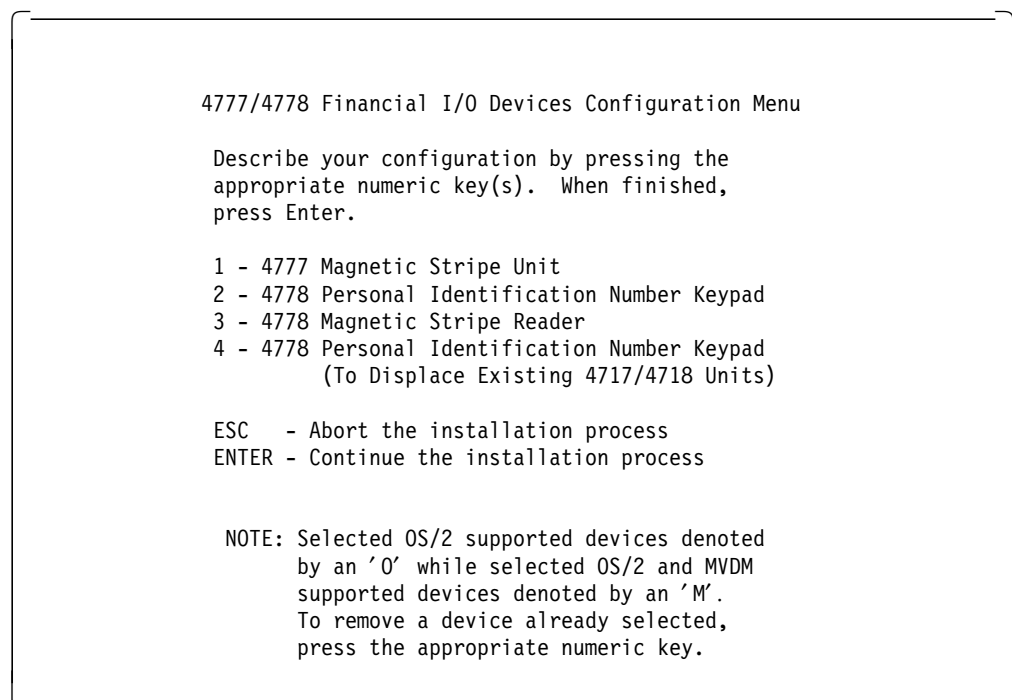 4777/4778 Financial I/O Devices Configuration Menu
Describe your configuration by pressing the
appropriate numeric key(s).  When finished,
press Enter.
1 - 4777 Magnetic Stripe Unit
2 - 4778 Personal Identification Number Keypad
3 - 4778 Magnetic Stripe Reader
4 - 4778 Personal Identification Number Keypad
(To Displace Existing 4717/4718 Units)
ESC   - Abort the installation process
ENTER - Continue the installation process
NOTE: Selected OS/2 supported devices denoted
by an ′O′ while selected OS/2 and MVDM
supported devices denoted by an ′M′.
To remove a device already selected,
press the appropriate numeric key.